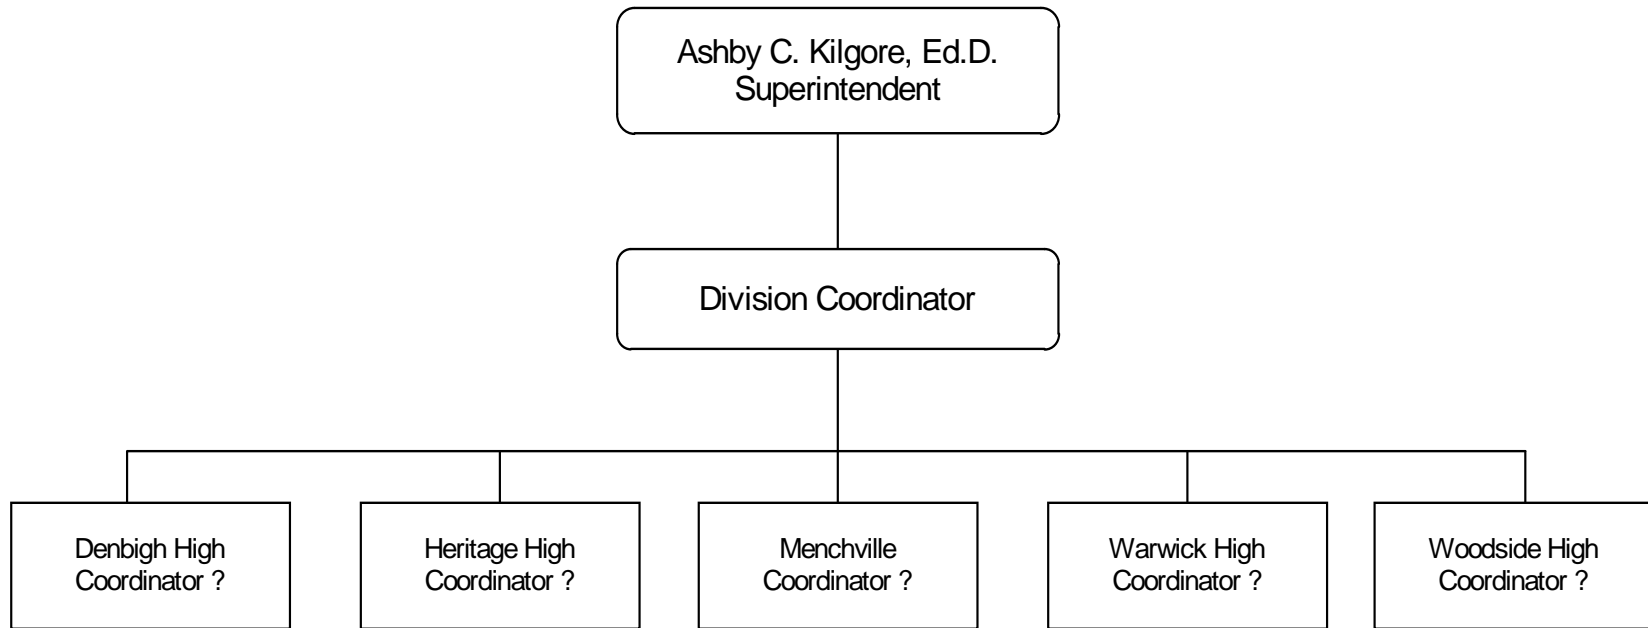 Ashby C. Kilgore, Ed.D.
Superintendent
Division Coordinator
Denbigh High
Coordinator ?
Heritage High
Coordinator ?
Menchville
Coordinator ?
Warwick High
Coordinator ?
Woodside High
Coordinator ?